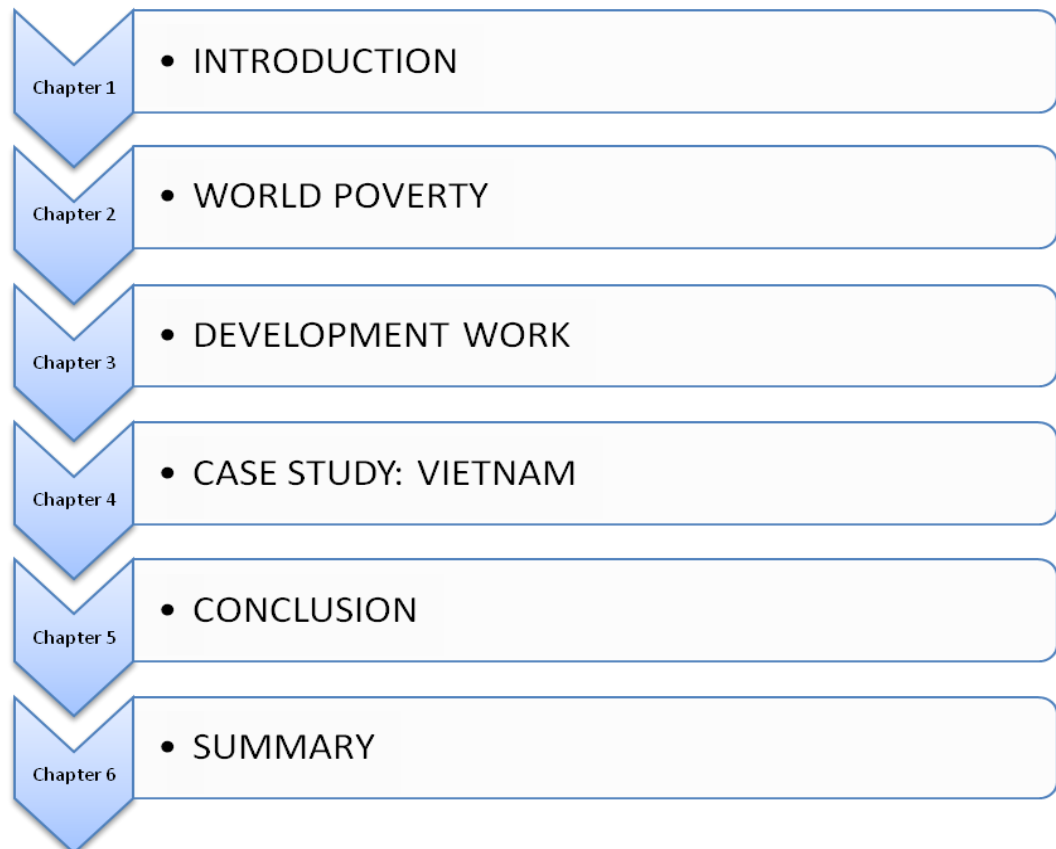 Chapter 1
• INTRODUCTION
Chapter 2
• WORLD POVERTY
Chapter 3
• DEVELOPMENT WORK
Chapter 4
• CASE STUDY: VIETNAM
Chapter 5
• CONCLUSION
Chapter 6
• SUMMARY